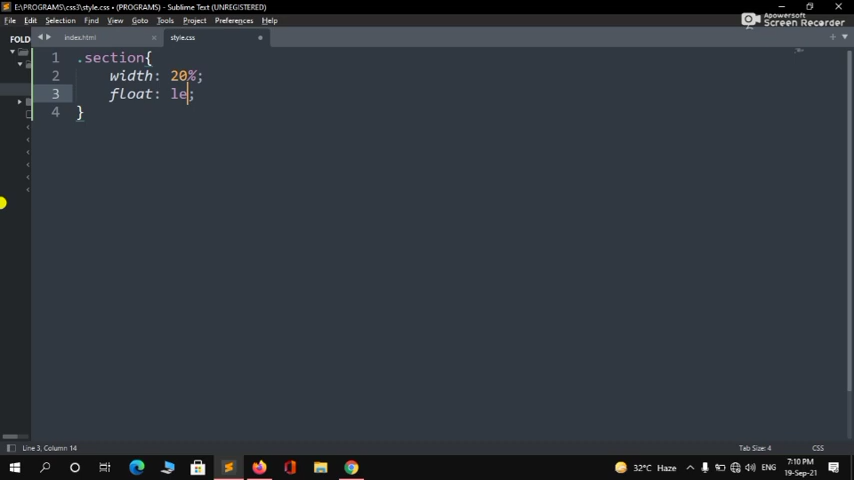 E:\PROGRAMS\css3\style.css • (PROGRAMS) - Sublime Text (UNREGISTERED)
File Edit Selection Find View Goto Tools Project Preferences Help
Apowersoft
Screen Recorder
FOLD
index.html
style.css
1 .section{
2 width: 20%;
3 float: le;
4 }
Line 3, Column 14
Tab Size: 4
CSS
32°C Haze
ENG
7:10 PM
19-Sep-21